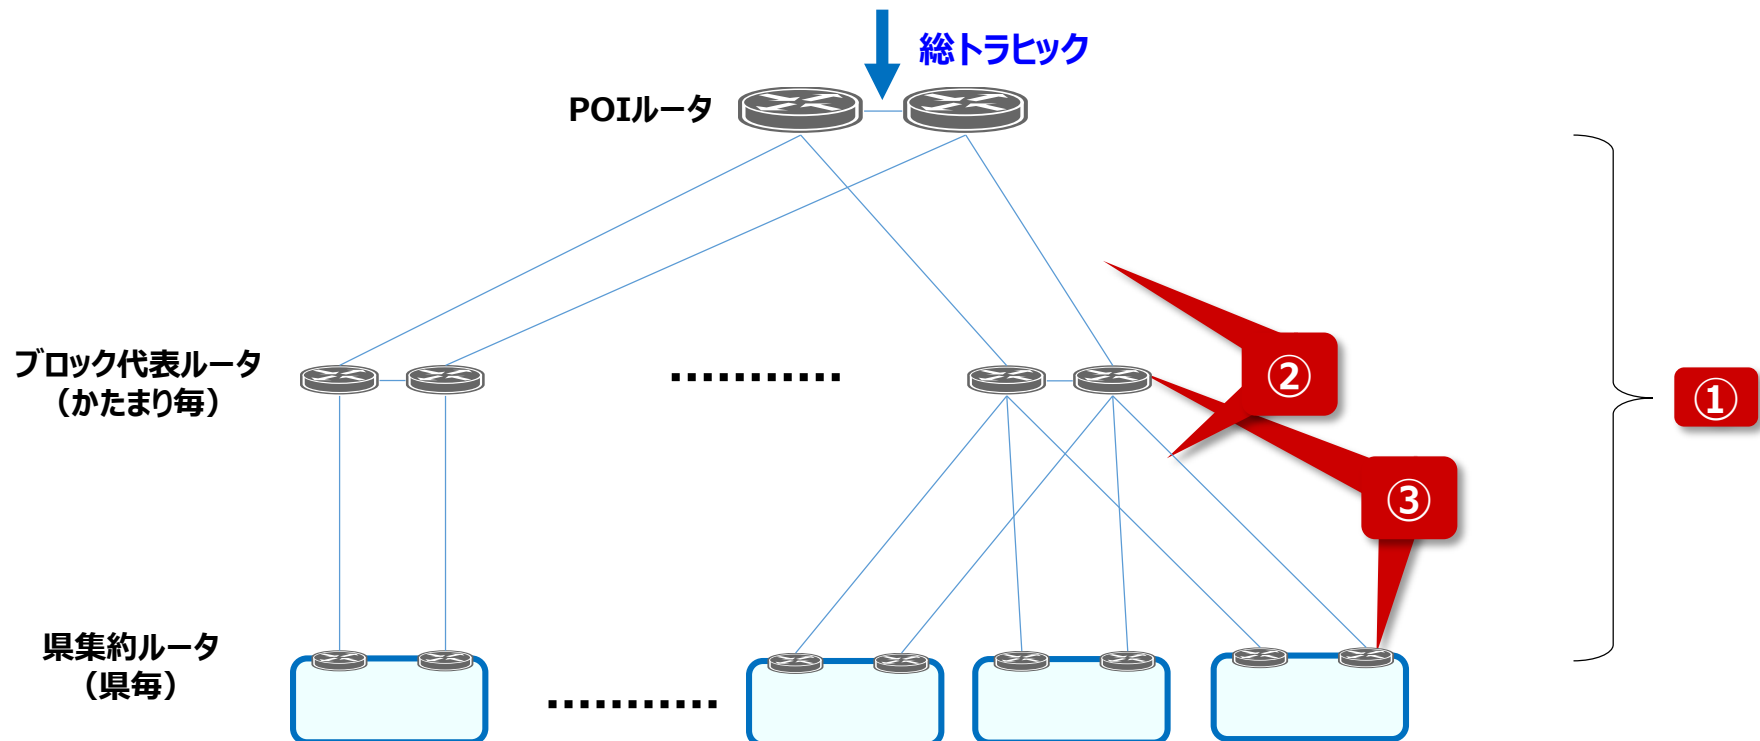 総トラヒック
POIルータ
ブロック代表ルータ
（かたまり毎）
②
①
③
県集約ルータ
（県毎）